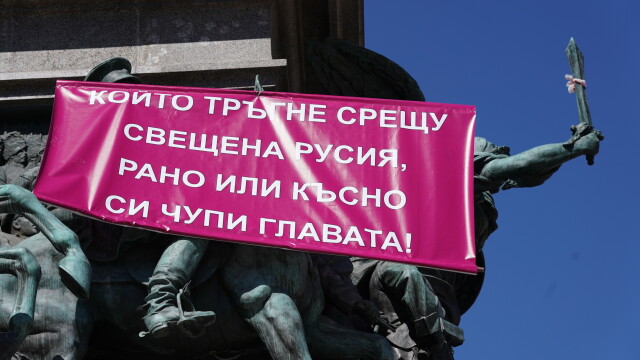 КОЙТО ТРЪГНЕ СРЕЩУ
СВЕЩЕНА РУСИЯ,
РАНО ИЛИ КЪСНО
СИ ЧУПИ ГЛАВАТА!